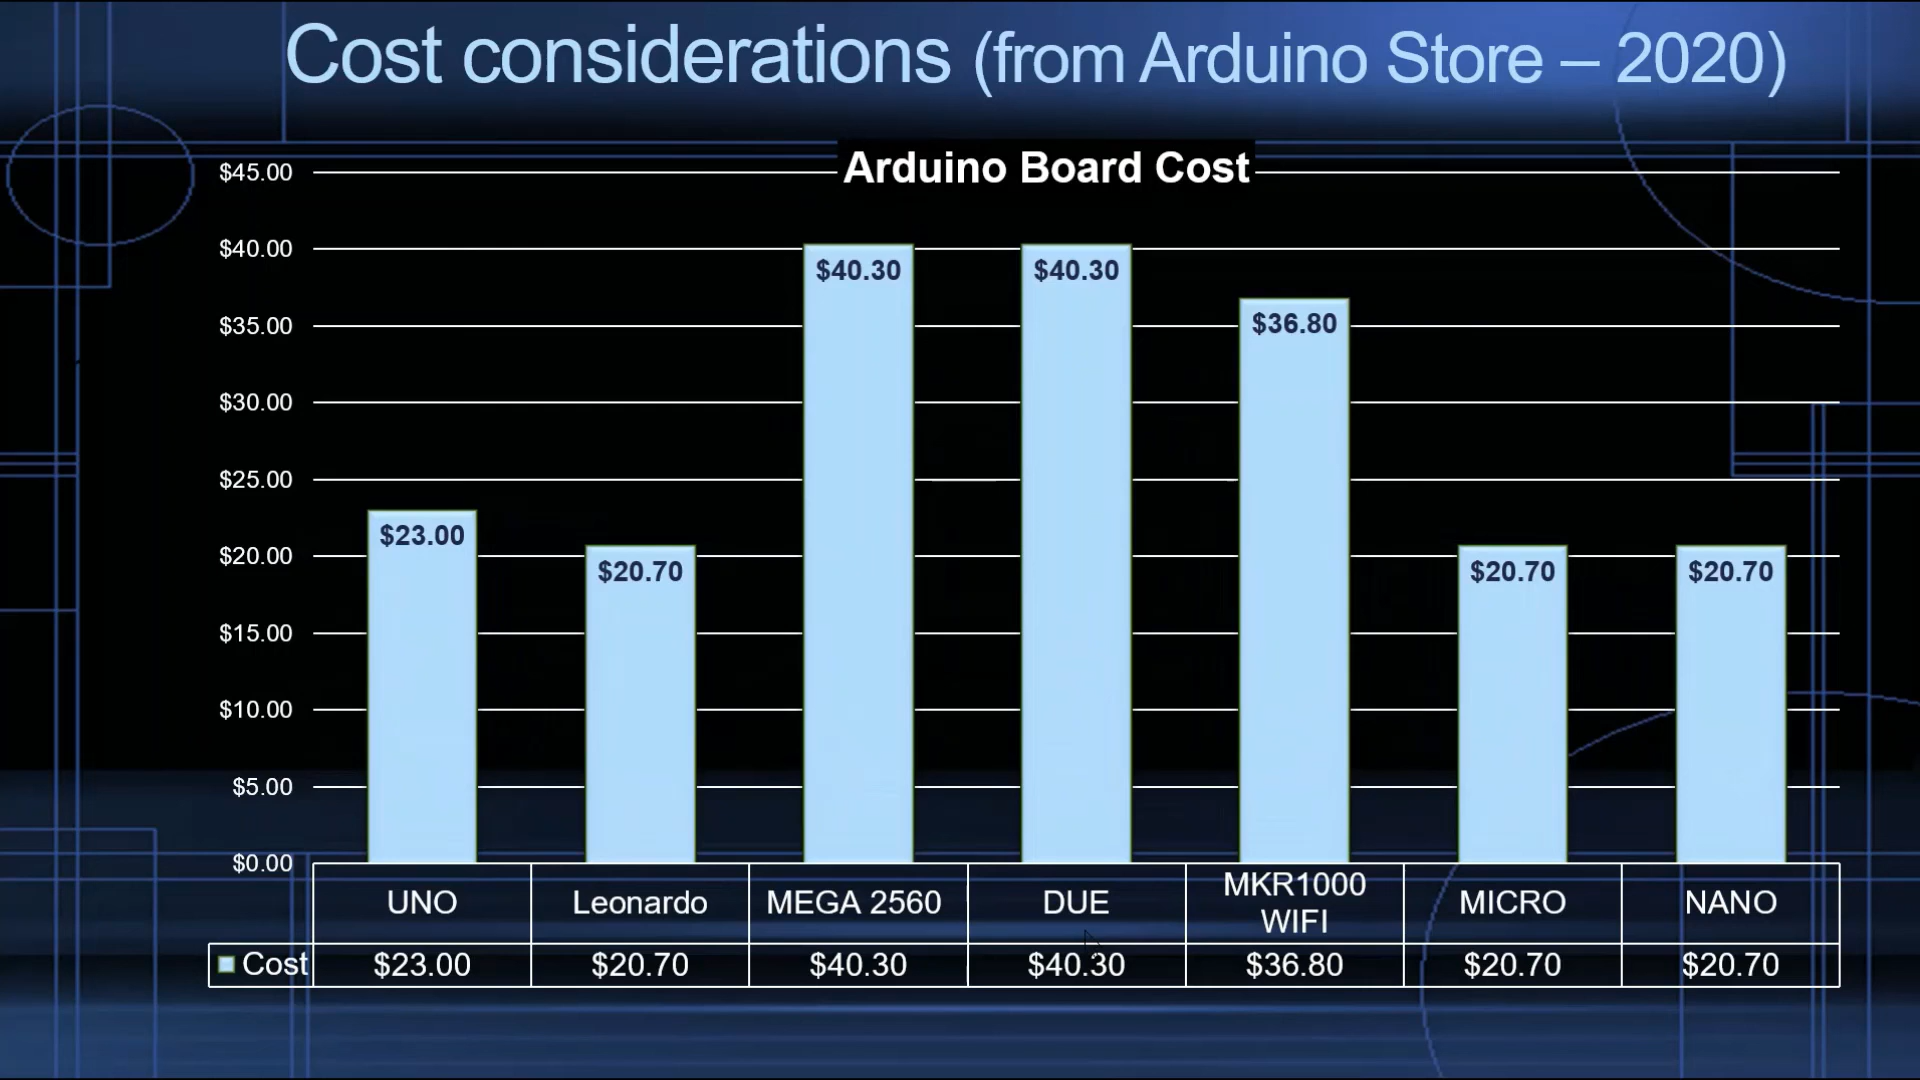 Cost considerations (from Arduino Store – 2020)
Arduino Board Cost
$45.00
$40.00
$35.00
$30.00
$25.00
$20.00
$15.00
$10.00
$5.00
$0.00
$23.00
$20.70
$40.30
$40.30
$36.80
$20.70
$20.70
UNO
Leonardo
MEGA 2560
DUE
MKR1000
WIFI
MICRO
NANO
Cost $23.00 $20.70 $40.30 $40.30 $36.80 $20.70 $20.70